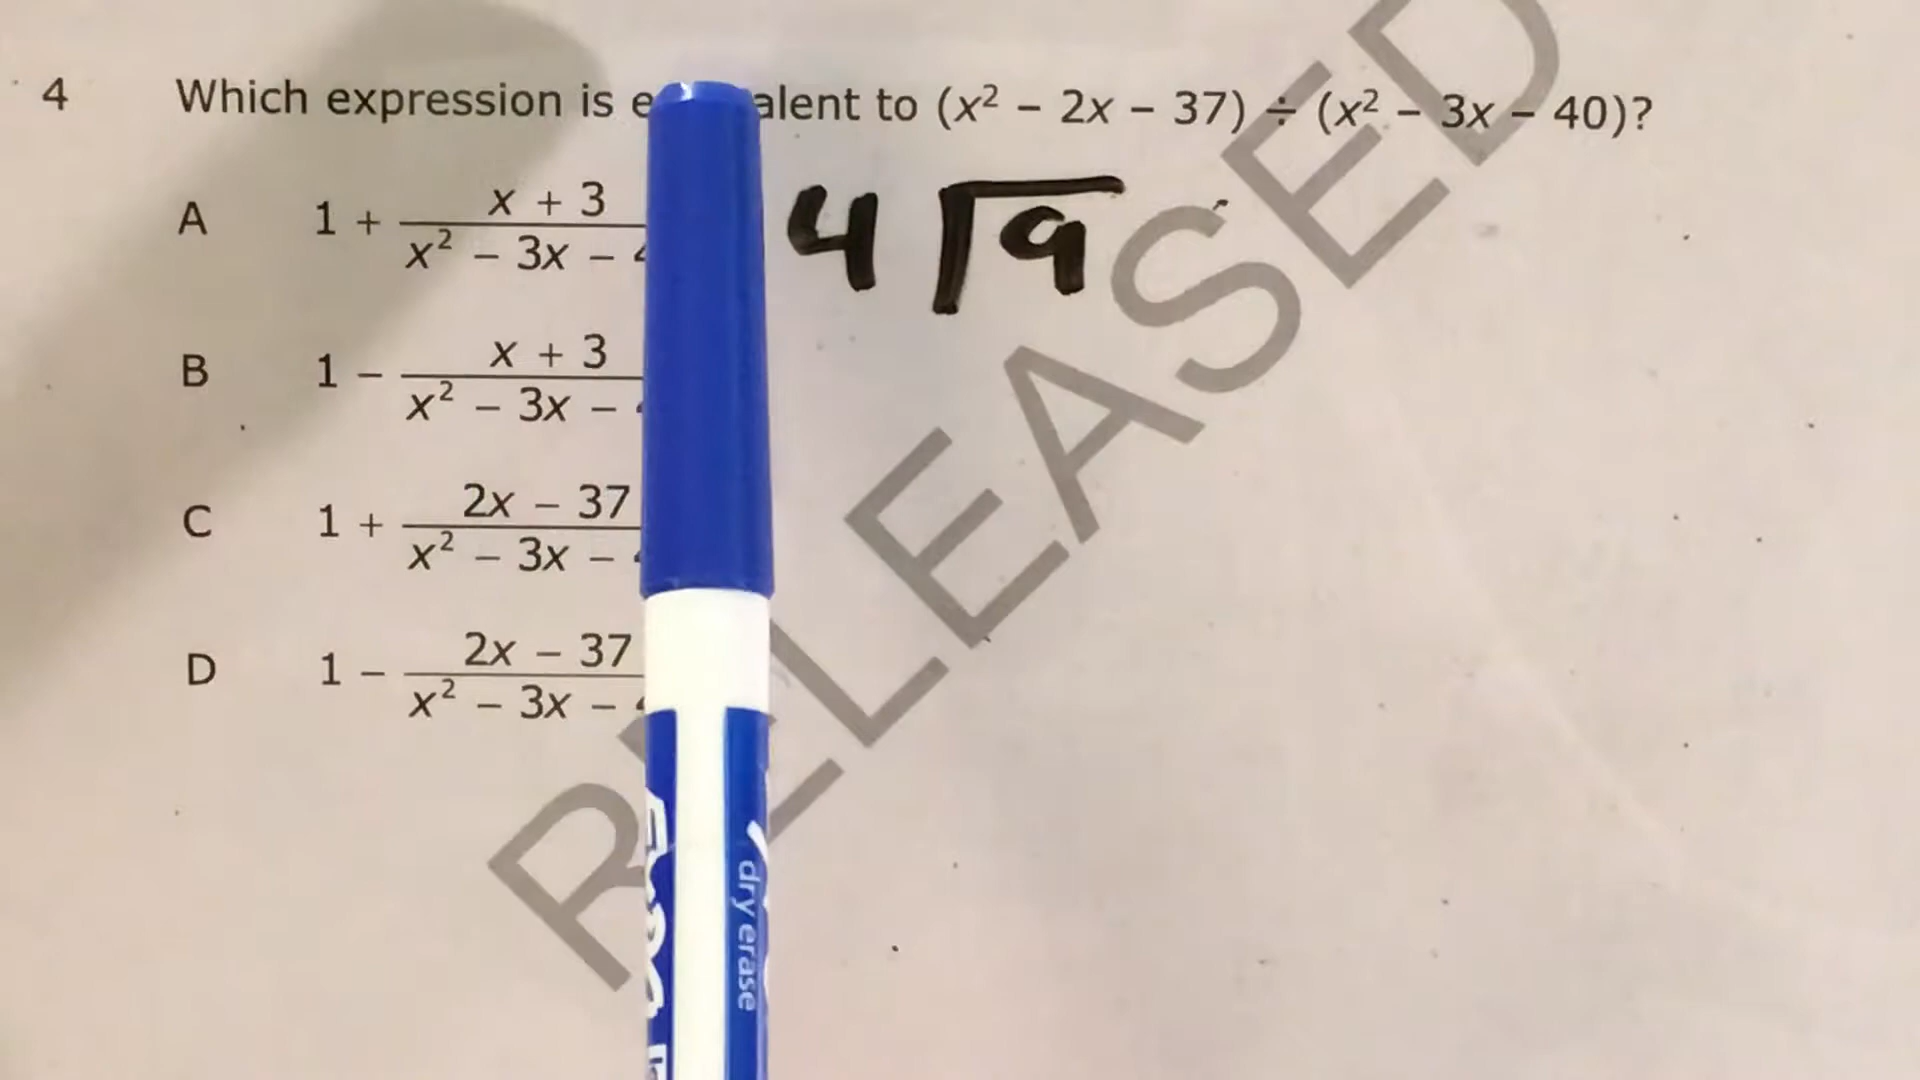 4 Which expression is e alent to (x² – 2x – 37) ÷ (x² – 3x – 40)?
A 1 + x + 3
x² – 3x –
4 9
B 1 – x + 3
x² – 3x –
C 1 + 2x – 37
x² – 3x –
D 1 – 2x – 37
x² – 3x –
RELEASED
EXPO
dry erase